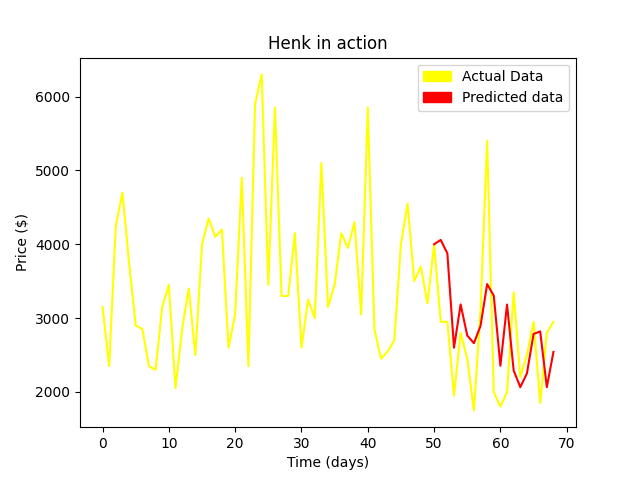 Henk in action
Actual Data
Predicted data
Price ($)
6000
5000
4000
3000
2000
0 10 20 30 40 50 60 70
Time (days)